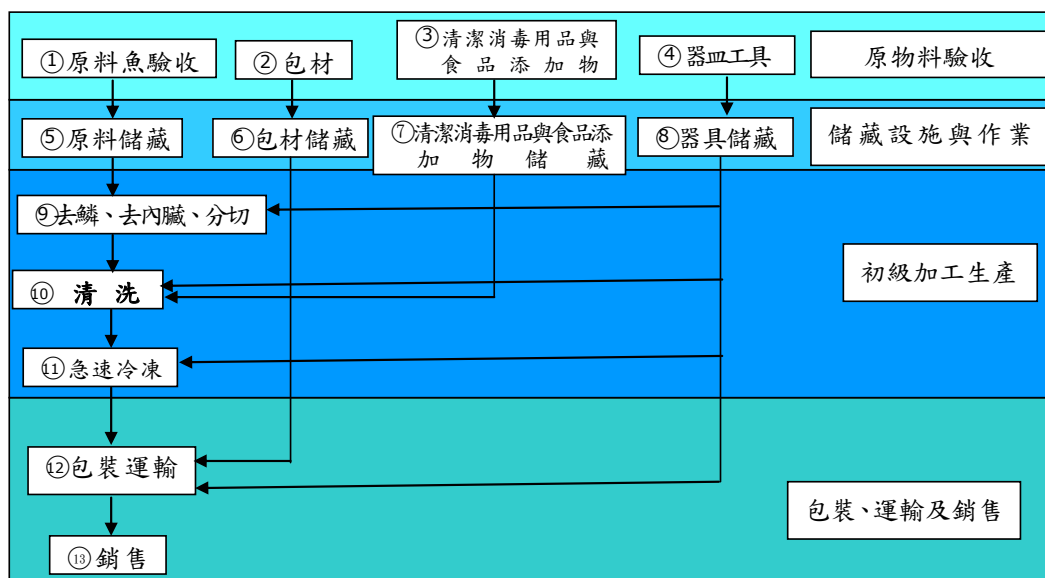 ①原料魚驗收
②包材
③清潔消毒用品與
食品添加物
④器皿工具
原物料驗收
⑤原料儲藏
⑥包材儲藏
⑦清潔消毒用品與食品添
加物儲藏
⑧器具儲藏
儲藏設施與作業
⑨去鱗、去內臟、分切
初級加工生產
⑩ 清洗
⑪急速冷凍
⑫包裝運輸
包裝、運輸及銷售
⑬銷售